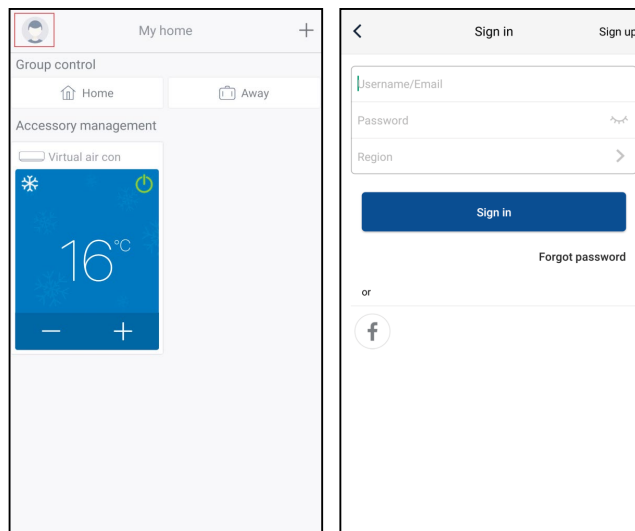 My home
Group control
Home
Away
Accessory management
Virtual air con
16°C
Sign in
Sign up
Username/Email
Password
Region
Sign in
Forgot password
or
f